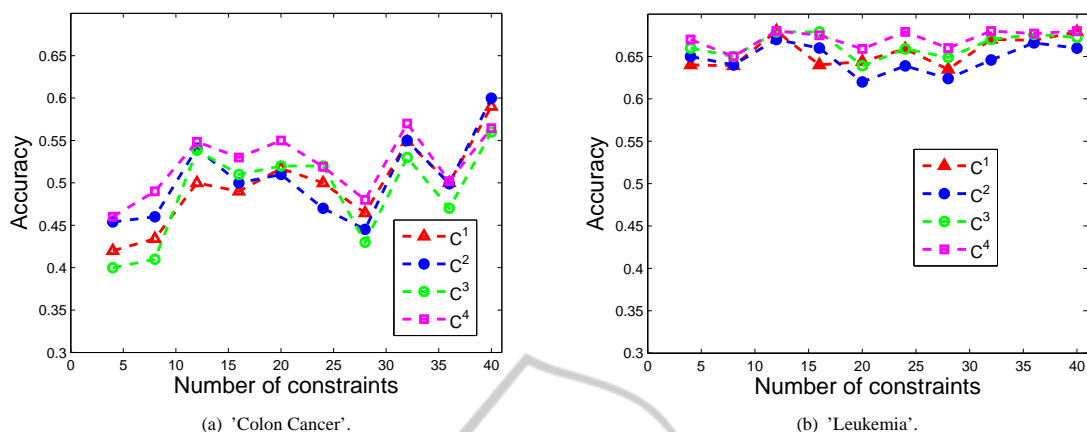 0.65
0.6
0.55
0.5
0.45
0.4
0.35
0.3
Accuracy
0 5 10 15 20 25 30 35 40
Number of constraints
C¹
C²
C³
C⁴
(a) 'Colon Cancer'.
0.65
0.6
0.55
0.5
0.45
0.4
0.35
0.3
Accuracy
0 5 10 15 20 25 30 35 40
Number of constraints
C¹
C²
C³
C⁴
(b) 'Leukemia'.